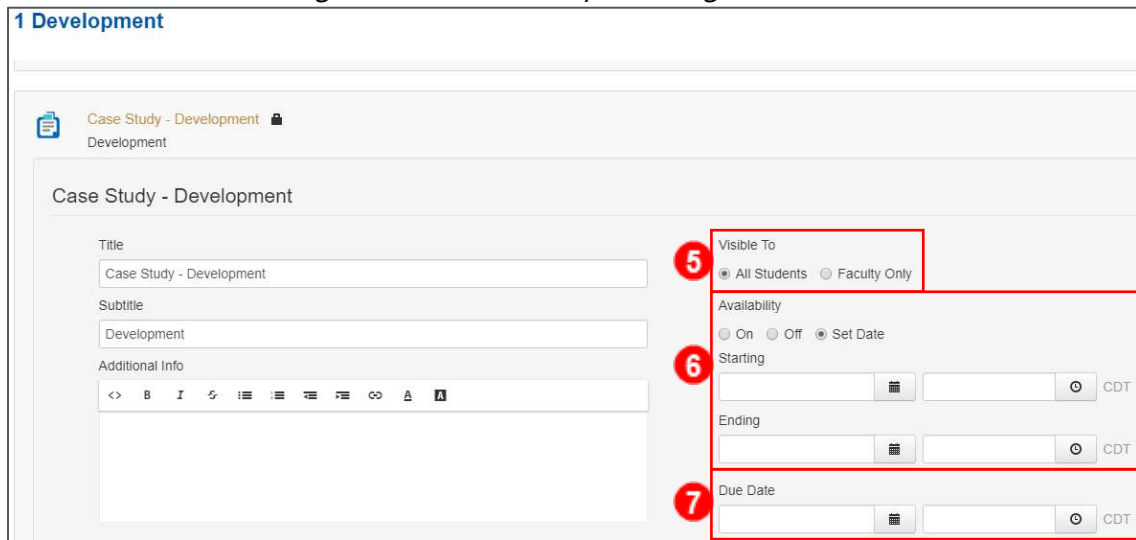 1 Development
Case Study - Development
Development
Case Study - Development
Title
Case Study - Development
Subtitle
Development
Additional Info
<> B I S A A
5
Visible To
All Students Faculty Only
6
Availability
On Off Set Date
Starting
CDT
Ending
CDT
7
Due Date
CDT